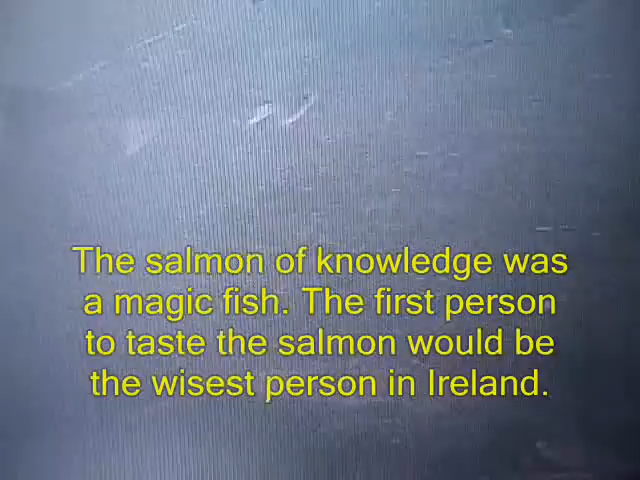 The salmon of knowledge was
a magic fish. The first person
to taste the salmon would be
the wisest person in Ireland.